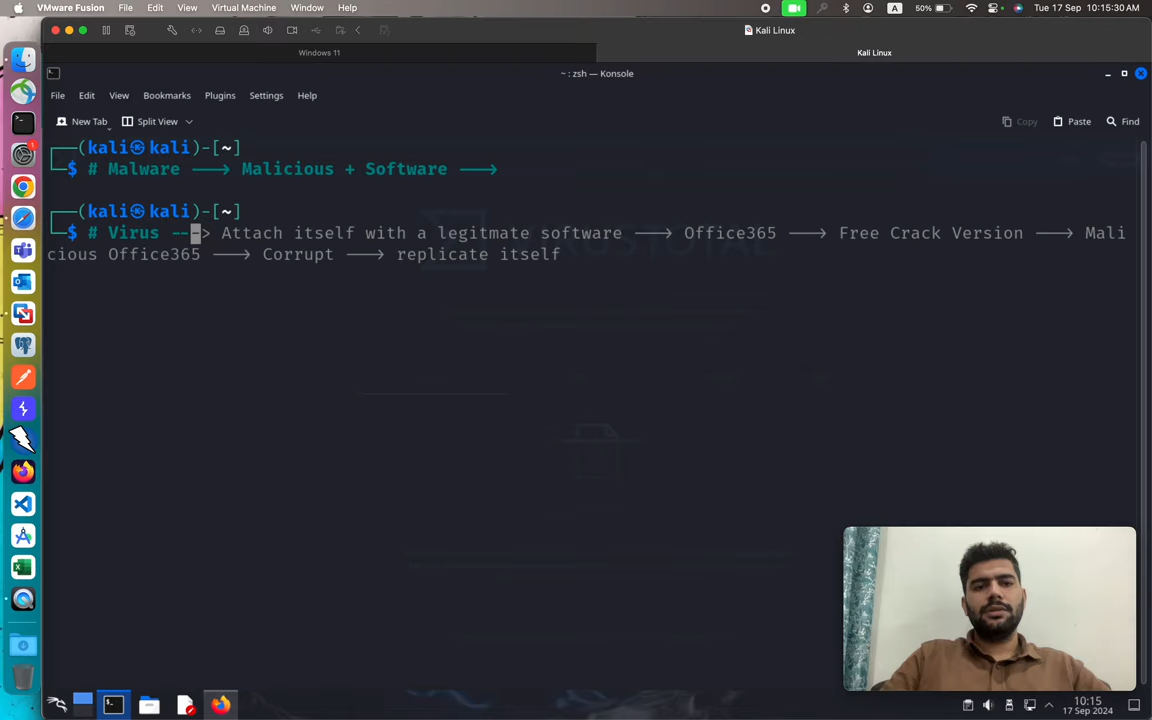 VMware Fusion File Edit View Virtual Machine Window Help A 50% Tue 17 Sep 10:15:30 AM
Kali Linux
Windows 11 Kali Linux
~ : zsh — Konsole
File Edit View Bookmarks Plugins Settings Help
New Tab Split View Copy Paste Find
┌──(kali㉿kali)-[~]
└─$ # Malware ---> Malicious + Software --->
┌──(kali㉿kali)-[~]
└─$ # Virus ---> Attach itself with a legitmate software ---> Office365 ---> Free Crack Version ---> Mali
cious Office365 ---> Corrupt ---> replicate itself
VIRUSTOTAL
1
10:15
17 Sep 2024